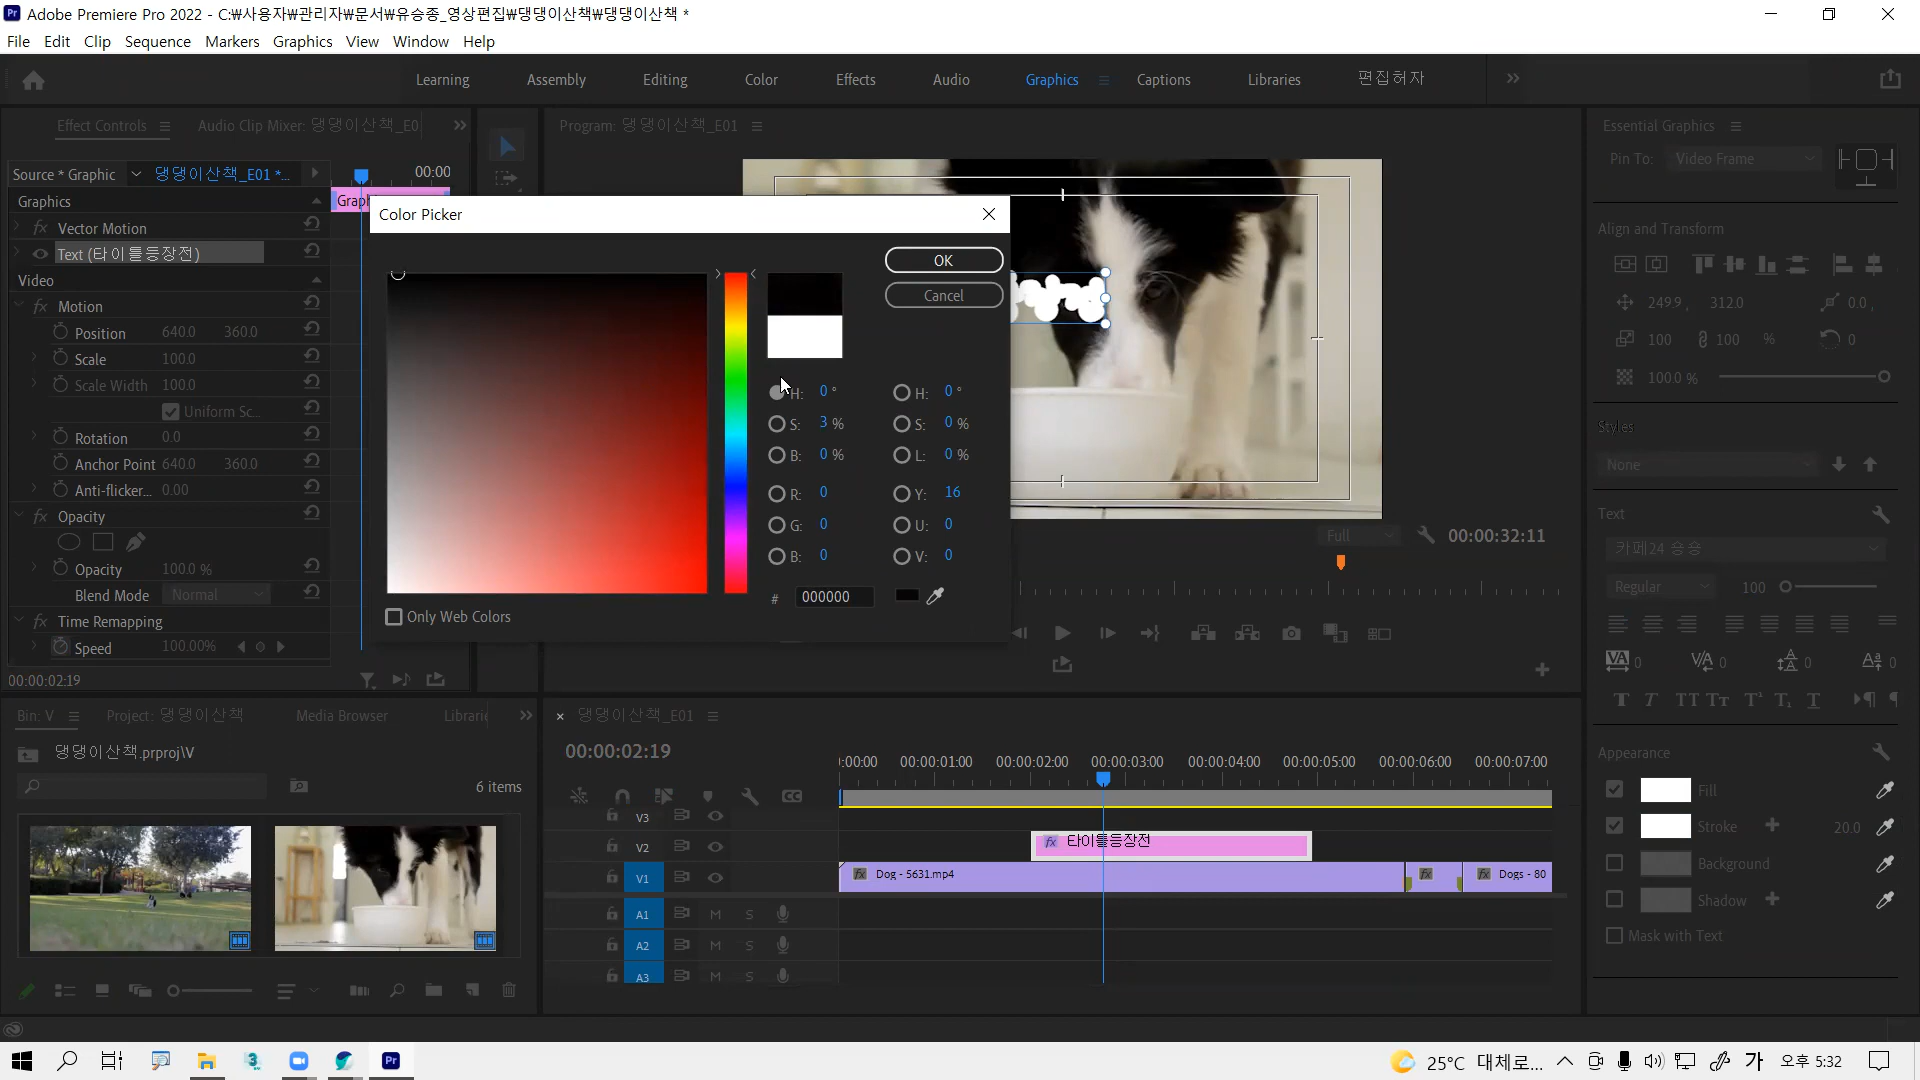 Adobe Premiere Pro 2022 - C:₩사용자₩관리자₩문서₩유승종_영상편집₩댕댕이산책₩댕댕이산책 *
File Edit Clip Sequence Markers Graphics View Window Help
Learning Assembly Editing Color Effects Audio Graphics Captions Libraries 편집허자
Effect Controls Audio Clip Mixer: 댕댕이산책_E0
Program: 댕댕이산책_E01
Essential Graphics
Pin To: Video Frame
Source * Graphic 댕댕이산책_E01 *...
00:00
Graphics
Vector Motion
Text (타이틀등장전)
Video
Motion
Position 640.0 360.0
Scale 100.0
Scale Width 100.0
Uniform Sc...
Rotation 0.0
Anchor Point 640.0 360.0
Anti-flicker... 0.00
Opacity
Opacity 100.0 %
Blend Mode Normal
Time Remapping
Speed 100.00%
00:00:02:19
Color Picker
OK
Cancel
H: 0 ° H: 0 °
S: 3 % S: 0 %
B: 0 % L: 0 %
R: 0 Y: 16
G: 0 U: 0
B: 0 V: 0
# 000000
Only Web Colors
Full 00:00:32:11
Align and Transform
249.9 , 312.0 0.0 ,
100 100 % 0
100.0 %
Styles
None
Text
카페24 숑숑
Regular 100
0 0 0 0
Appearance
Fill
Stroke 20.0
Background
Shadow
Mask with Text
Bin: V Project: 댕댕이산책 Media Browser Librarie
댕댕이산책.prproj\V
6 items
댕댕이산책_E01
00:00:02:19
:00:00 00:00:01:00 00:00:02:00 00:00:03:00 00:00:04:00 00:00:05:00 00:00:06:00 00:00:07:00
V3
V2 타이틀등장전
V1 Dog - 5631.mp4 Dogs - 80
A1 M S
A2 M S
A3 M S
25°C 대체로... 가 오후 5:32